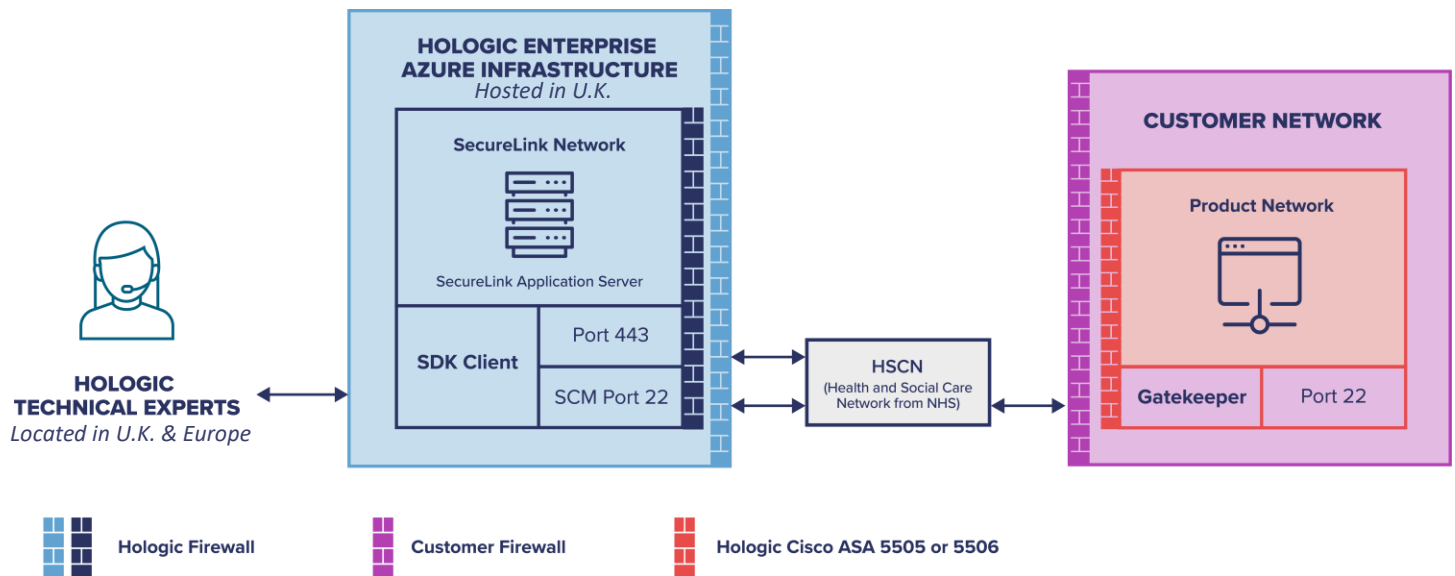 HOLOGIC ENTERPRISE
AZURE INFRASTRUCTURE
Hosted in U.K.
SecureLink Network
SecureLink Application Server
SDK Client
Port 443
SCM Port 22
HOLOGIC
TECHNICAL EXPERTS
Located in U.K. & Europe
HSCN
(Health and Social Care
Network from NHS)
CUSTOMER NETWORK
Product Network
Gatekeeper
Port 22
Hologic Firewall
Customer Firewall
Hologic Cisco ASA 5505 or 5506